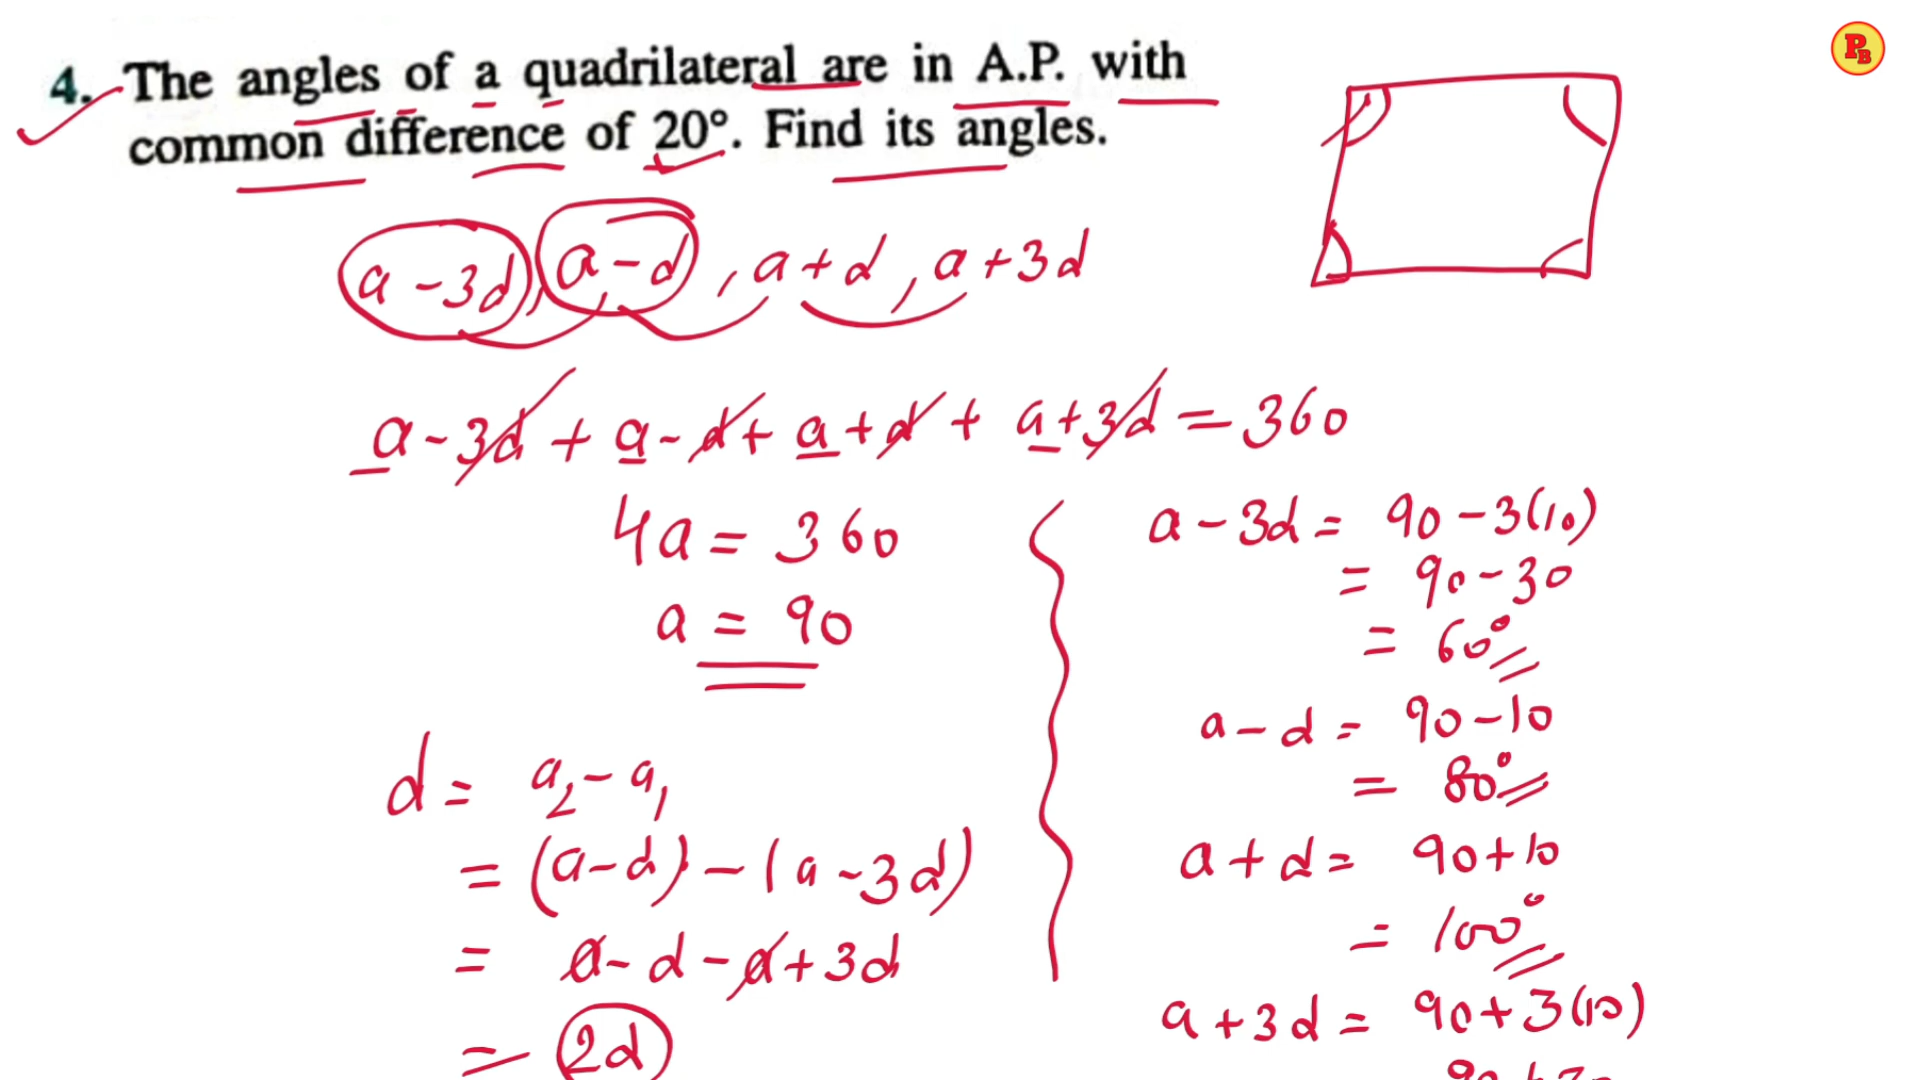 4. The angles of a quadrilateral are in A.P. with
common difference of 20°. Find its angles.
PB
a - 3d, a - d, a + d, a + 3d
a - 3d + a - d + a + d + a + 3d = 360
4a = 360
a = 90
d = a₂ - a₁
= (a - d) - (a - 3d)
= a - d - a + 3d
= 2d
a - 3d = 90 - 3(10)
= 90 - 30
= 60°
a - d = 90 - 10
= 80°
a + d = 90 + 10
= 100°
a + 3d = 90 + 3(10)